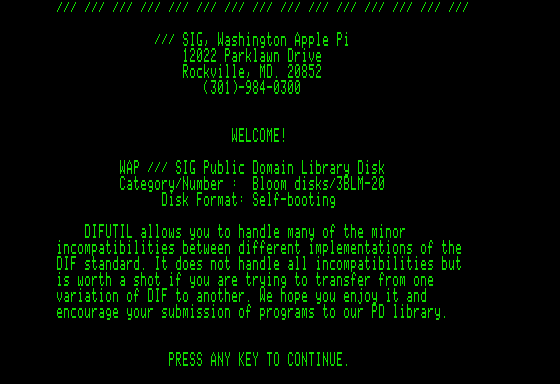 /// /// /// /// /// /// /// /// /// /// /// /// /// /// ///
/// SIG, Washington Apple Pi
12022 Parklawn Drive
Rockville, MD. 20852
(301)-984-0300
WELCOME!
WAP /// SIG Public Domain Library Disk
Category/Number : Bloom disks/3BLM-20
Disk Format: Self-booting
DIFUTIL allows you to handle many of the minor
incompatibilities between different implementations of the
DIF standard. It does not handle all incompatibilities but
is worth a shot if you are trying to transfer from one
variation of DIF to another. We hope you enjoy it and
encourage your submission of programs to our PD library.
PRESS ANY KEY TO CONTINUE.